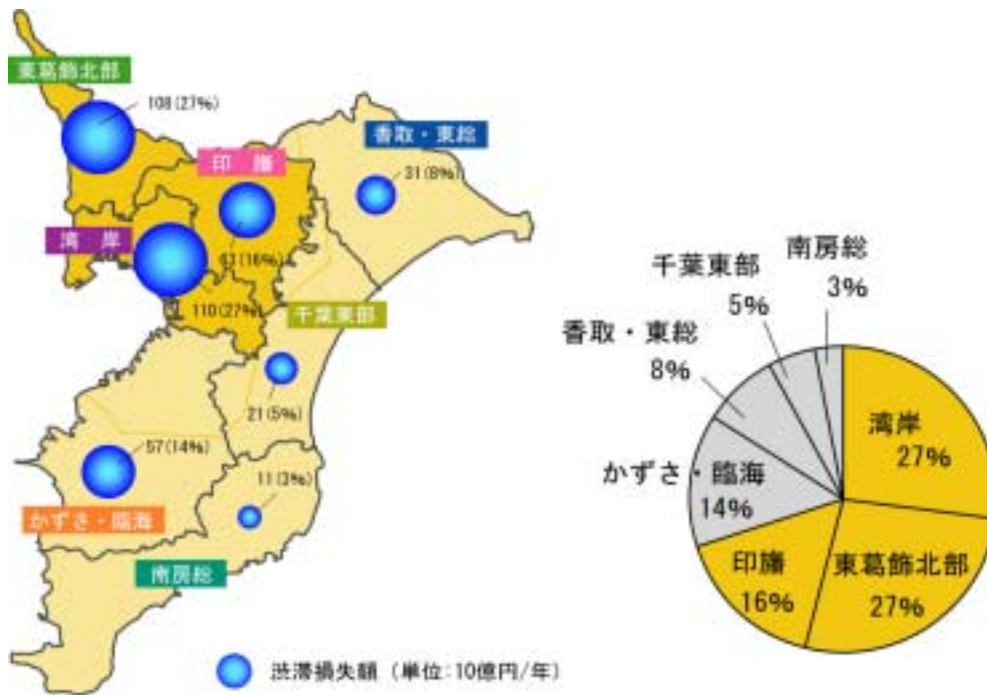 東葛飾北部
108(27%)
香取・東総
31(8%)
印旛
63(16%)
湾 岸
110(27%)
千葉東部
21(5%)
57(14%)
11(3%)
かずさ・臨海
南房総
渋滞損失額(単位:10億円/年)
南房総
3%
千葉東部
5%
香取・東総
8%
かずさ・臨海
14%
湾岸
27%
印旛
16%
東葛飾北部
27%